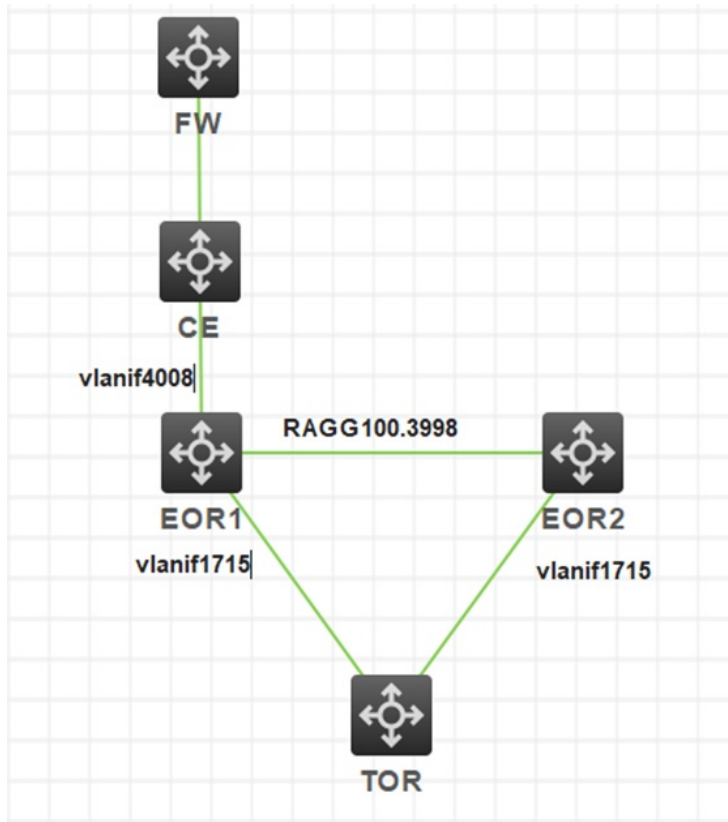 FW
CE
vlanif4008
RAGG100.3998
EOR1
EOR2
vlanif1715
vlanif1715
TOR